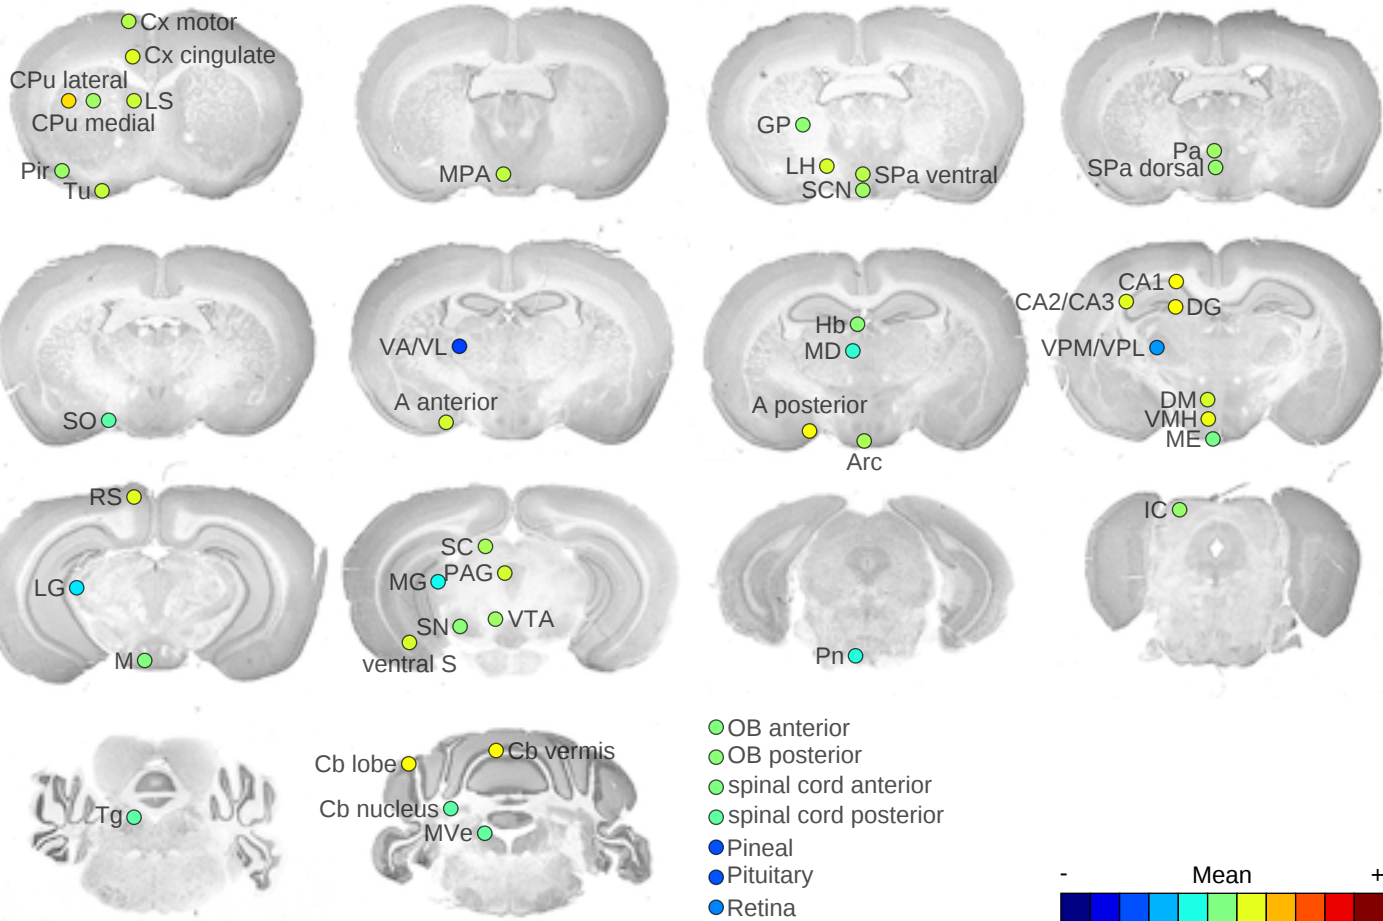 Cx motor
Cx cingulate
CPu lateral
LS
CPu medial
Pir
Tu
MPA
GP
LH
SPa ventral
SCN
Pa
SPa dorsal
SO
VA/VL
A anterior
Hb
MD
A posterior
Arc
CA1
CA2/CA3
DG
VPM/VPL
DM
VMH
ME
RS
LG
M
SC
MG
PAG
SN
VTA
ventral S
Pn
IC
Tg
Cb lobe
Cb vermis
Cb nucleus
MVe
OB anterior
OB posterior
spinal cord anterior
spinal cord posterior
Pineal
Pituitary
Retina
- Mean +